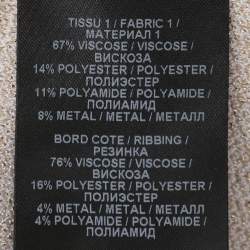 TISSU 1 / FABRIC 1 /
МАТЕРИАЛ 1
67% VISCOSE / VISCOSE /
ВИСКОЗА
14% POLYESTER / POLYESTER /
ПОЛИЭСТЕР
11% POLYAMIDE / POLYAMIDE /
ПОЛИАМИД
8% METAL / METAL / МЕТАЛЛ
BORD COTE / RIBBING /
РЕЗИНКА
76% VISCOSE / VISCOSE /
ВИСКОЗА
16% POLYESTER / POLYESTER /
ПОЛИЭСТЕР
4% METAL / METAL / МЕТАЛЛ
4% POLYAMIDE / POLYAMIDE /
ПОЛИАМИД